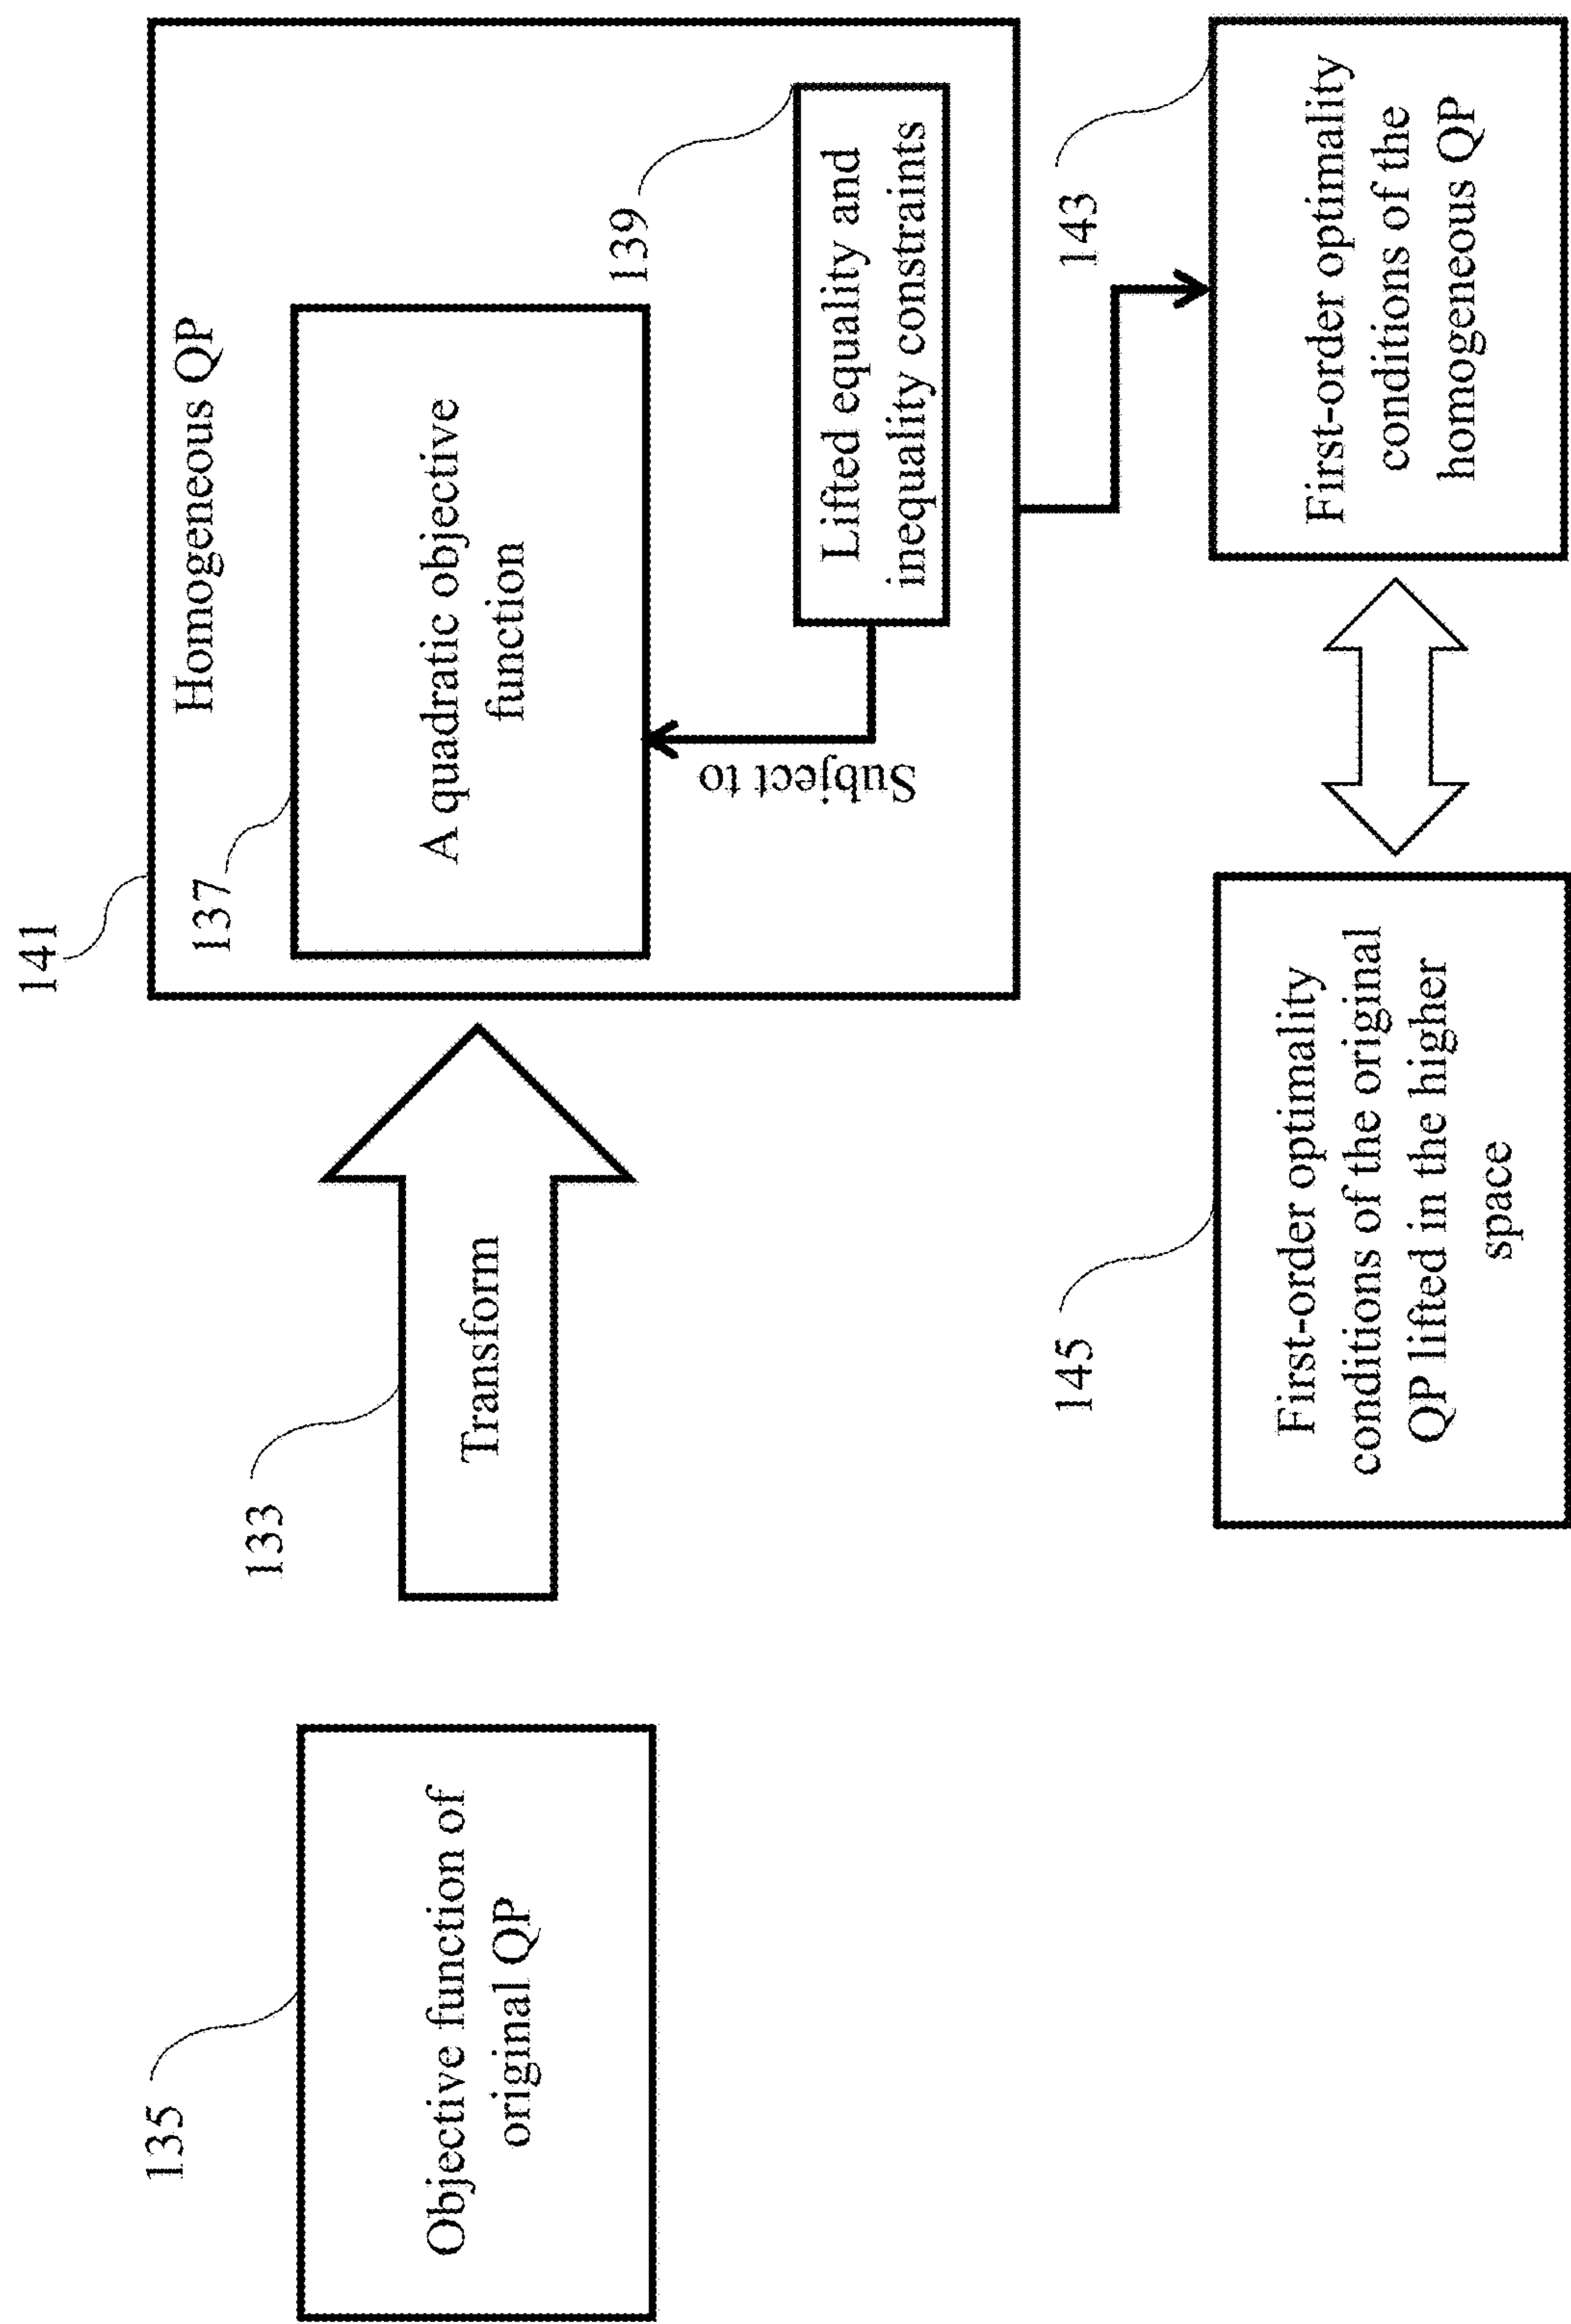 135
Objective function of
original QP
133
Transform
141
Homogeneous QP
137
A quadratic objective
function
Subject to
139
Lifted equality and
inequality constraints
145
First-order optimality
conditions of the original
QP lifted in the higher
space
143
First-order optimality
conditions of the
homogeneous QP